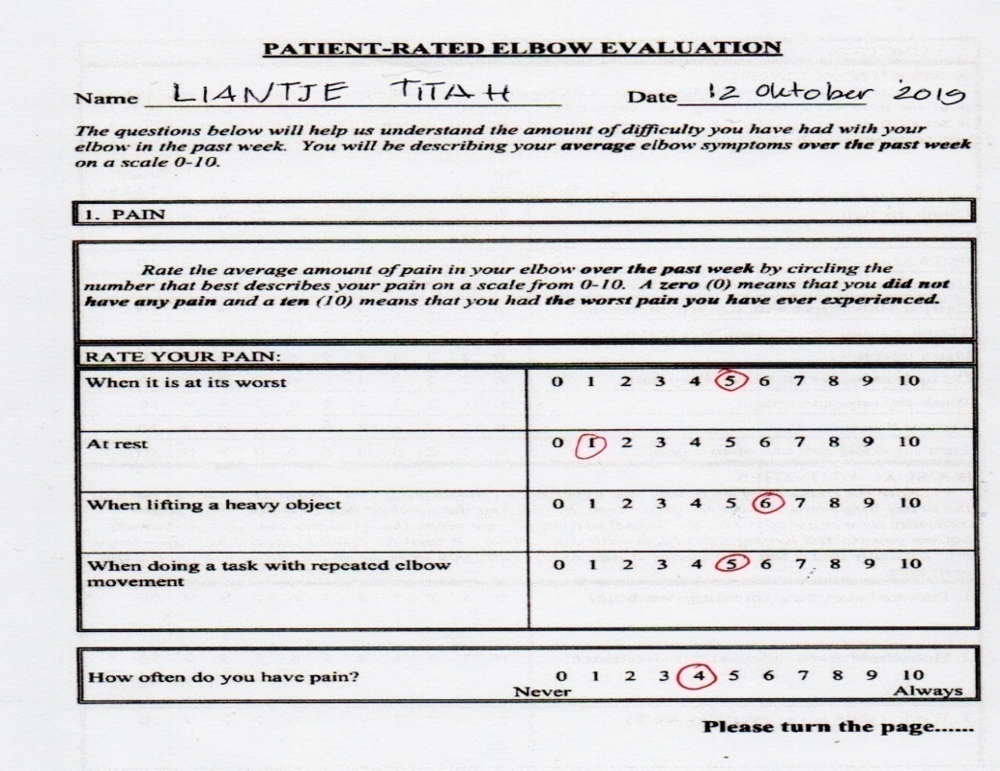 PATIENT-RATED ELBOW EVALUATION
Name LIANTJE TITAH Date 12 Oktober 2019
The questions below will help us understand the amount of difficulty you have had with your
elbow in the past week. You will be describing your average elbow symptoms over the past week
on a scale 0-10.
1. PAIN
Rate the average amount of pain in your elbow over the past week by circling the
number that best describes your pain on a scale from 0-10. A zero (0) means that you did not
have any pain and a ten (10) means that you had the worst pain you have ever experienced.
RATE YOUR PAIN:
When it is at its worst 0 1 2 3 4 5 6 7 8 9 10
At rest 0 1 2 3 4 5 6 7 8 9 10
When lifting a heavy object 0 1 2 3 4 5 6 7 8 9 10
When doing a task with repeated elbow 0 1 2 3 4 5 6 7 8 9 10
movement
How often do you have pain? 0 1 2 3 4 5 6 7 8 9 10
Never Always
Please turn the page......